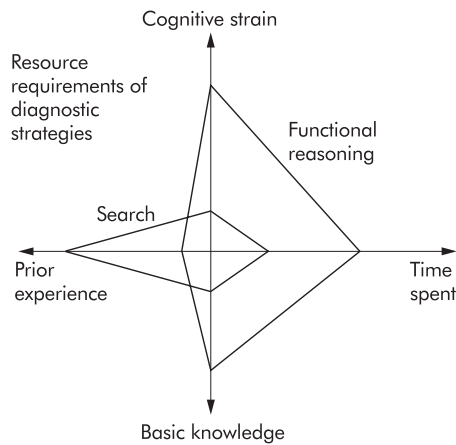 Cognitive strain
Resource
requirements of
diagnostic
strategies
Functional
reasoning
Search
Prior
experience
Time
spent
Basic knowledge